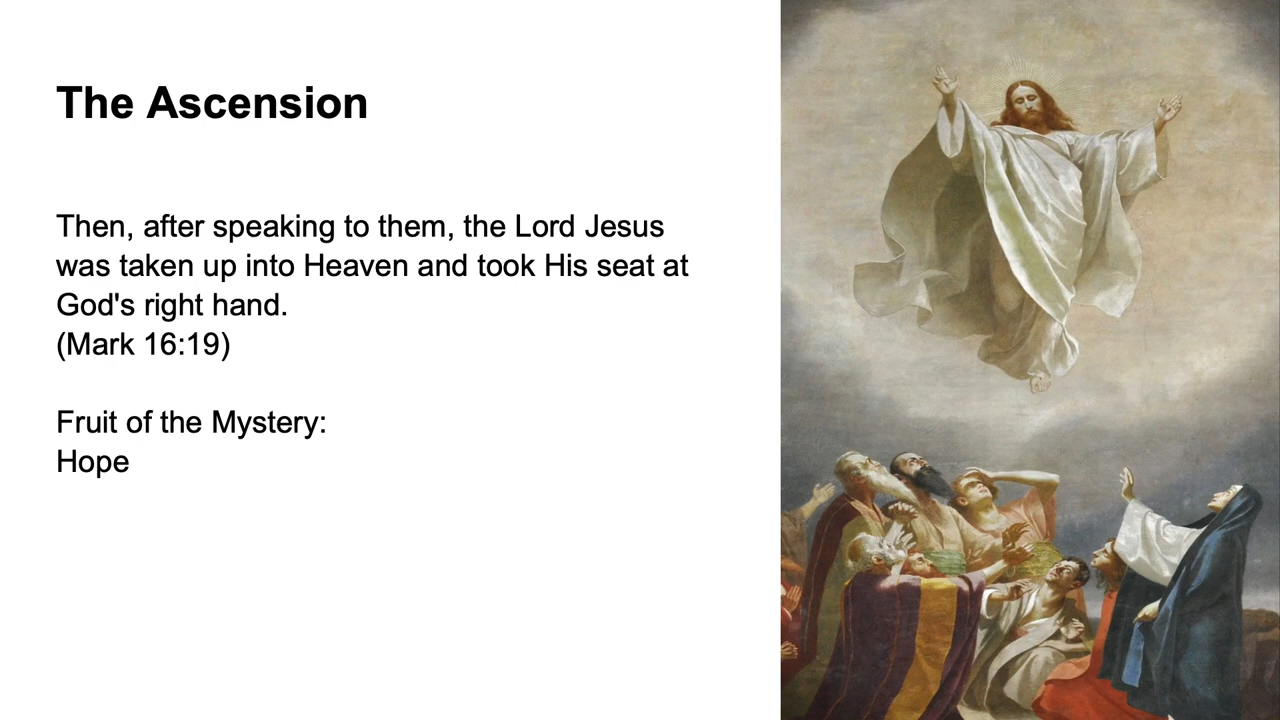 The Ascension
Then, after speaking to them, the Lord Jesus
was taken up into Heaven and took His seat at
God's right hand.
(Mark 16:19)
Fruit of the Mystery:
Hope